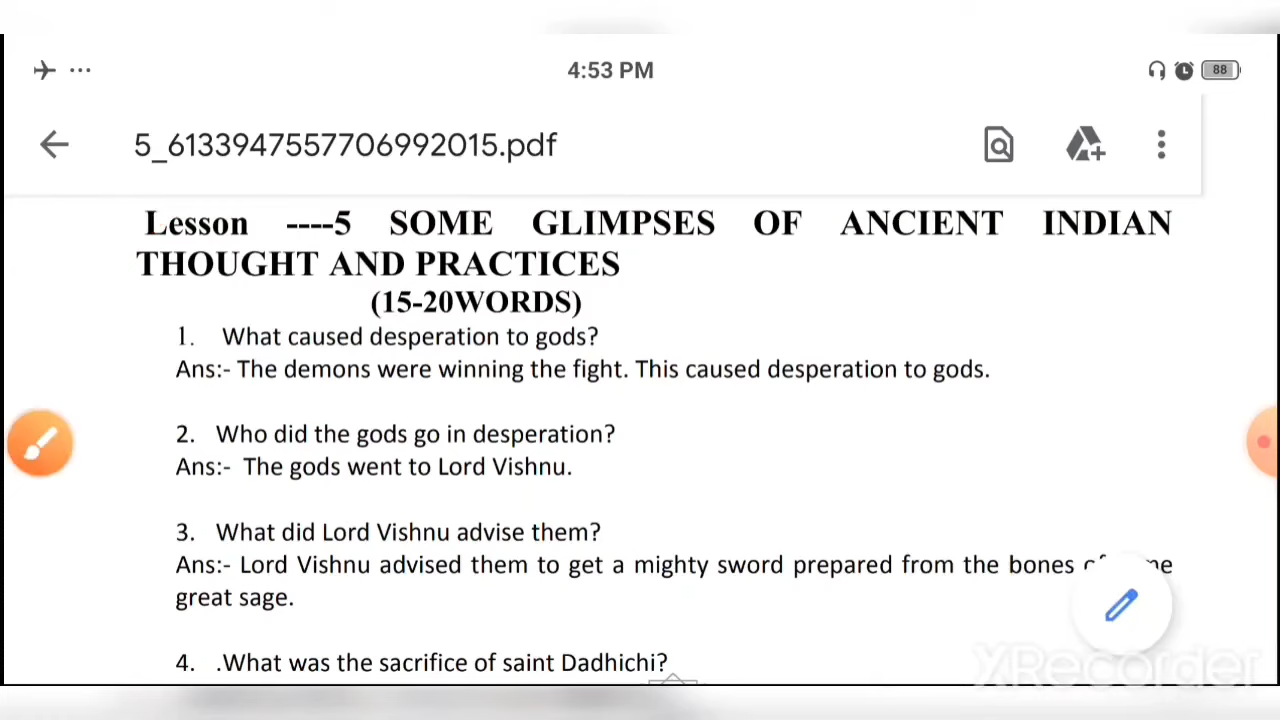 4:53 PM
88
5_6133947557706992015.pdf
Lesson ----5 SOME GLIMPSES OF ANCIENT INDIAN
THOUGHT AND PRACTICES
(15-20WORDS)
1. What caused desperation to gods?
Ans:- The demons were winning the fight. This caused desperation to gods.
2. Who did the gods go in desperation?
Ans:- The gods went to Lord Vishnu.
3. What did Lord Vishnu advise them?
Ans:- Lord Vishnu advised them to get a mighty sword prepared from the bones
great sage.
4. .What was the sacrifice of saint Dadhichi?
XRecorder